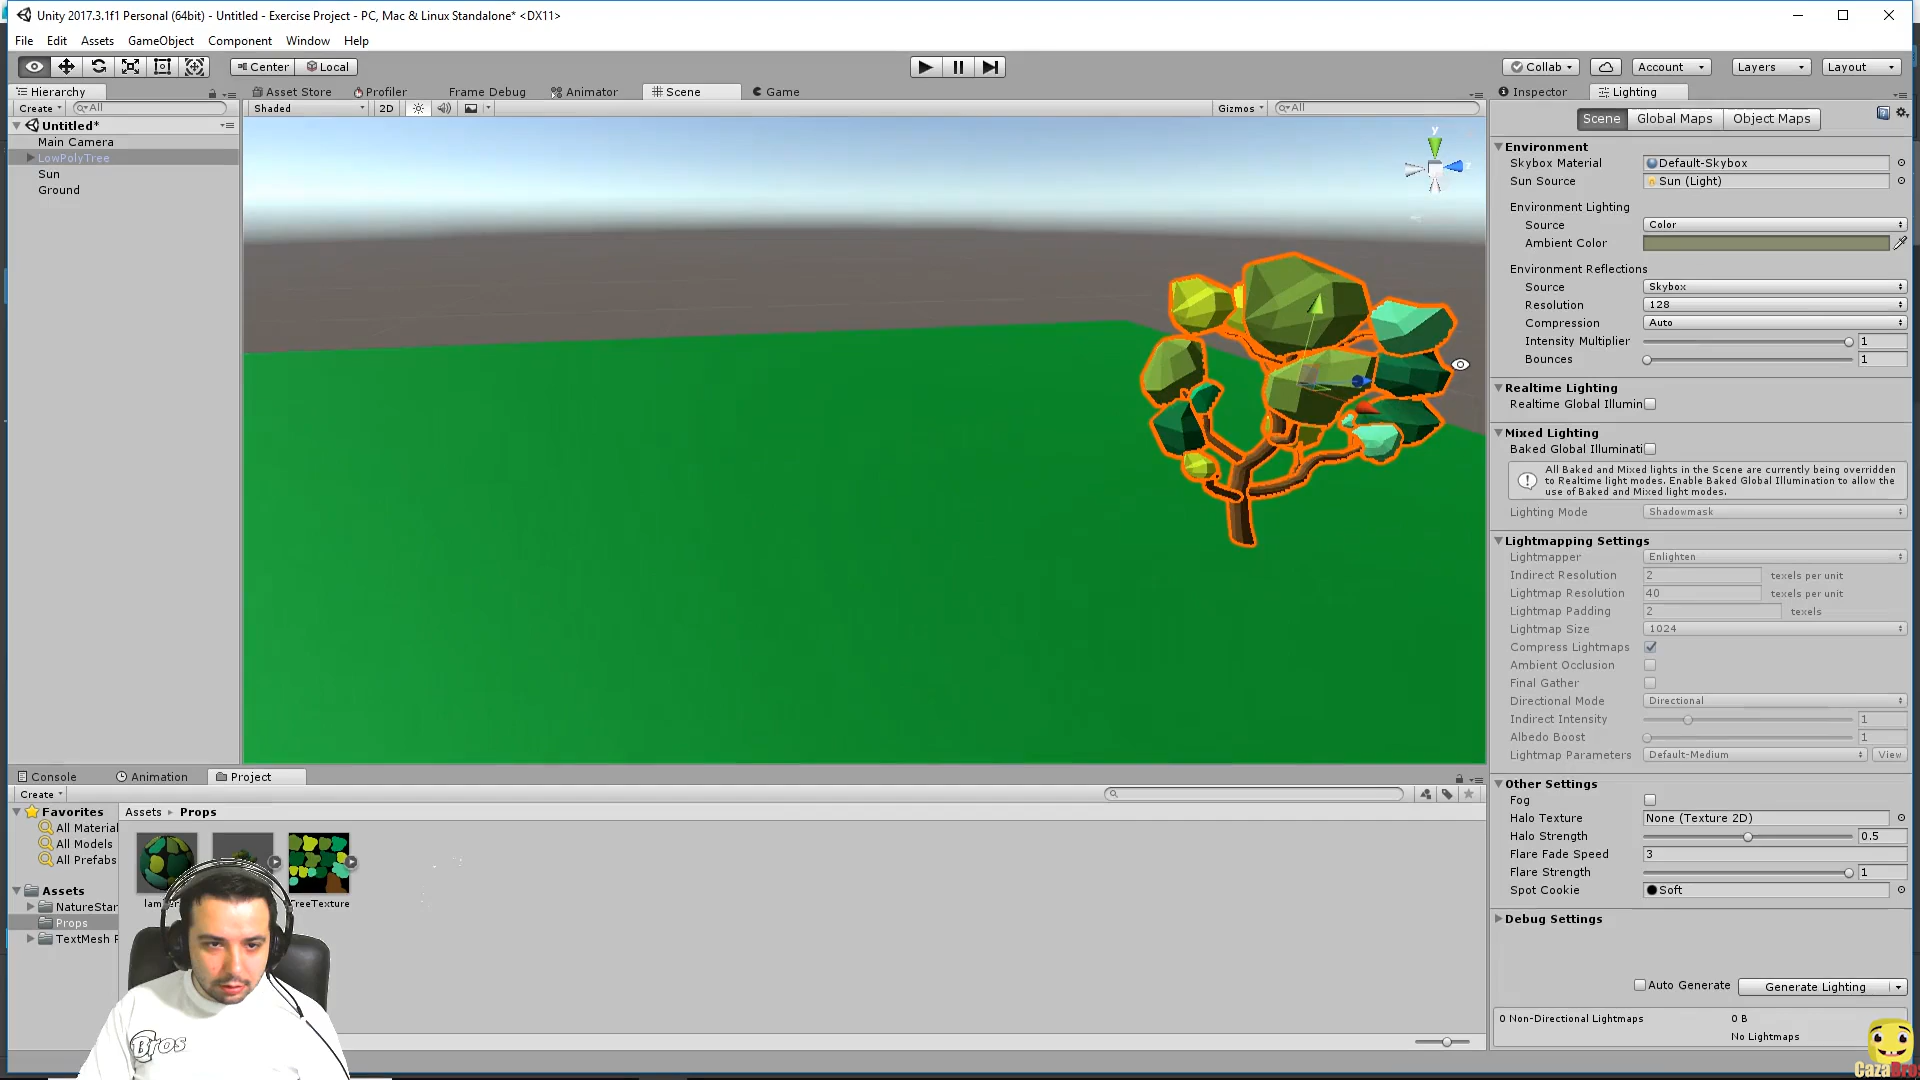 Unity 2017.3.1f1 Personal (64bit) - Untitled - Exercise Project - PC, Mac & Linux Standalone* <DX11>
File Edit Assets GameObject Component Window Help
Center Local
Collab Account Layers Layout
Hierarchy
Create All
Untitled*
Main Camera
LowPolyTree
Sun
Ground
Asset Store Profiler Frame Debug Animator Scene Game
Shaded 2D Gizmos All
y
Inspector Lighting
Scene Global Maps Object Maps
Environment
Skybox Material Default-Skybox
Sun Source Sun (Light)
Environment Lighting
Source Color
Ambient Color
Environment Reflections
Source Skybox
Resolution 128
Compression Auto
Intensity Multiplier 1
Bounces 1
Realtime Lighting
Realtime Global Illumin
Mixed Lighting
Baked Global Illuminati
All Baked and Mixed lights in the Scene are currently being overridden
to Realtime light modes. Enable Baked Global Illumination to allow the
use of Baked and Mixed light modes.
Lighting Mode Shadowmask
Lightmapping Settings
Lightmapper Enlighten
Indirect Resolution 2 texels per unit
Lightmap Resolution 40 texels per unit
Lightmap Padding 2 texels
Lightmap Size 1024
Compress Lightmaps
Ambient Occlusion
Final Gather
Directional Mode Directional
Indirect Intensity 1
Albedo Boost 1
Lightmap Parameters Default-Medium View
Other Settings
Fog
Halo Texture None (Texture 2D)
Halo Strength 0.5
Flare Fade Speed 3
Flare Strength 1
Spot Cookie Soft
Debug Settings
Auto Generate Generate Lighting
0 Non-Directional Lightmaps 0 B
No Lightmaps
Console Animation Project
Create
Favorites
All Material
All Models
All Prefabs
Assets
NatureStar
Props
TextMesh P
Assets Props
TreeTexture
Bros
CazaBros